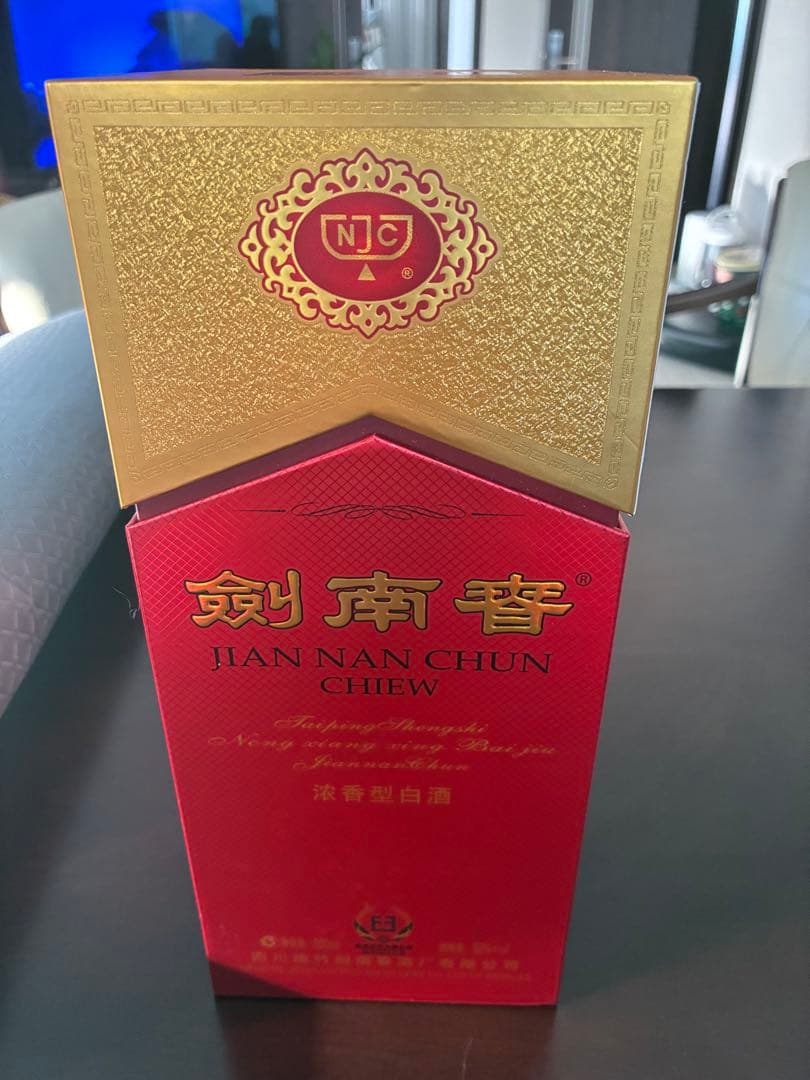 NJC
®
劍南春®
JIAN NAN CHUN
CHIEW
TaipingShengshi
Nong xiang xing Bai jiu
JiannanChun
浓香型白酒